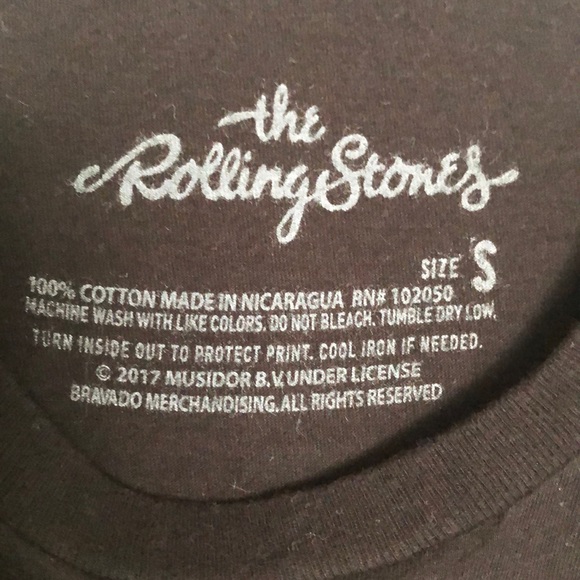 the
Rolling Stones
SIZE S
100% COTTON MADE IN NICARAGUA RN# 102050
MACHINE WASH WITH LIKE COLORS. DO NOT BLEACH. TUMBLE DRY LOW.
TURN INSIDE OUT TO PROTECT PRINT. COOL IRON IF NEEDED.
© 2017 MUSIDOR B.V. UNDER LICENSE
BRAVADO MERCHANDISING. ALL RIGHTS RESERVED